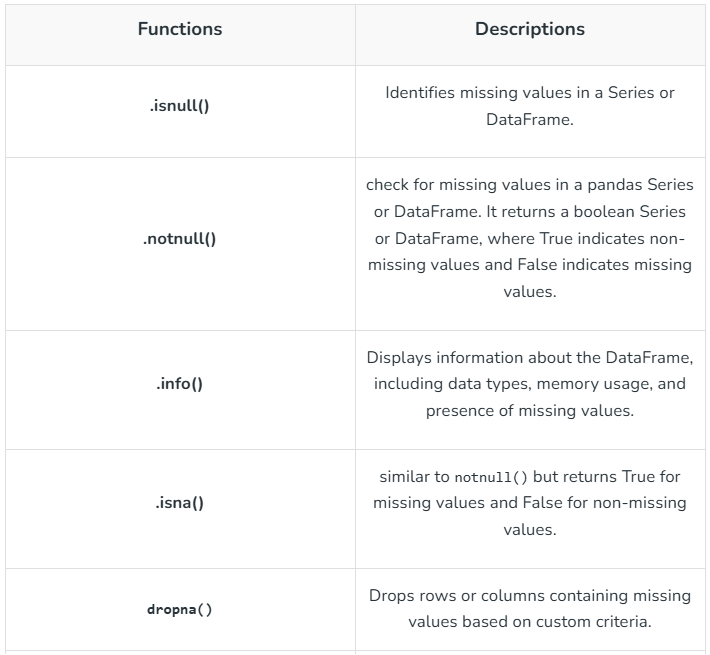 Functions
Descriptions
.isnull()
Identifies missing values in a Series or
DataFrame.
.notnull()
check for missing values in a pandas Series
or DataFrame. It returns a boolean Series
or DataFrame, where True indicates non-
missing values and False indicates missing
values.
.info()
Displays information about the DataFrame,
including data types, memory usage, and
presence of missing values.
.isna()
similar to notnull() but returns True for
missing values and False for non-missing
values.
dropna()
Drops rows or columns containing missing
values based on custom criteria.